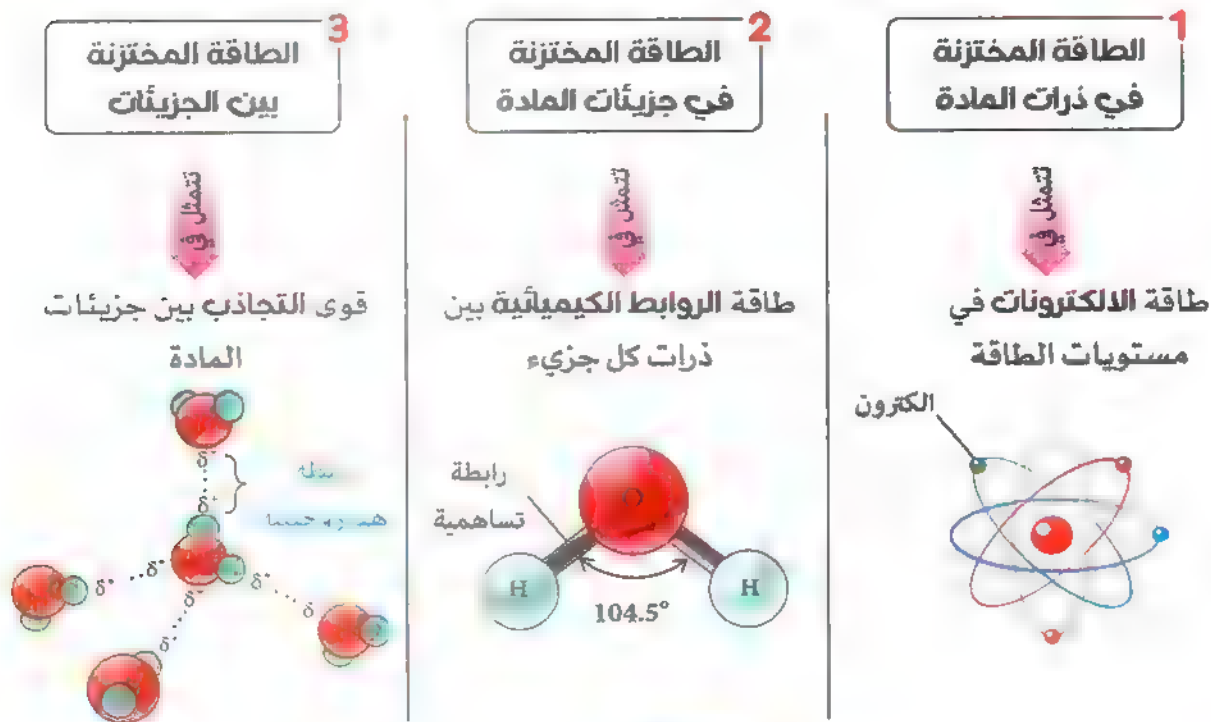 1
الطاقة المختزنة
في ذرات المادة
تتمثل في
طاقة الالكترونات في
مستويات الطاقة
الكترون
2
الطاقة المختزنة
في جزيئات المادة
تتمثل في
طاقة الروابط الكيميائية بين
ذرات كل جزيء
رابطة
تساهمية
O
H
H
104.5°
3
الطاقة المختزنة
بين الجزيئات
تتمثل في
قوى التجاذب بين جزيئات
المادة